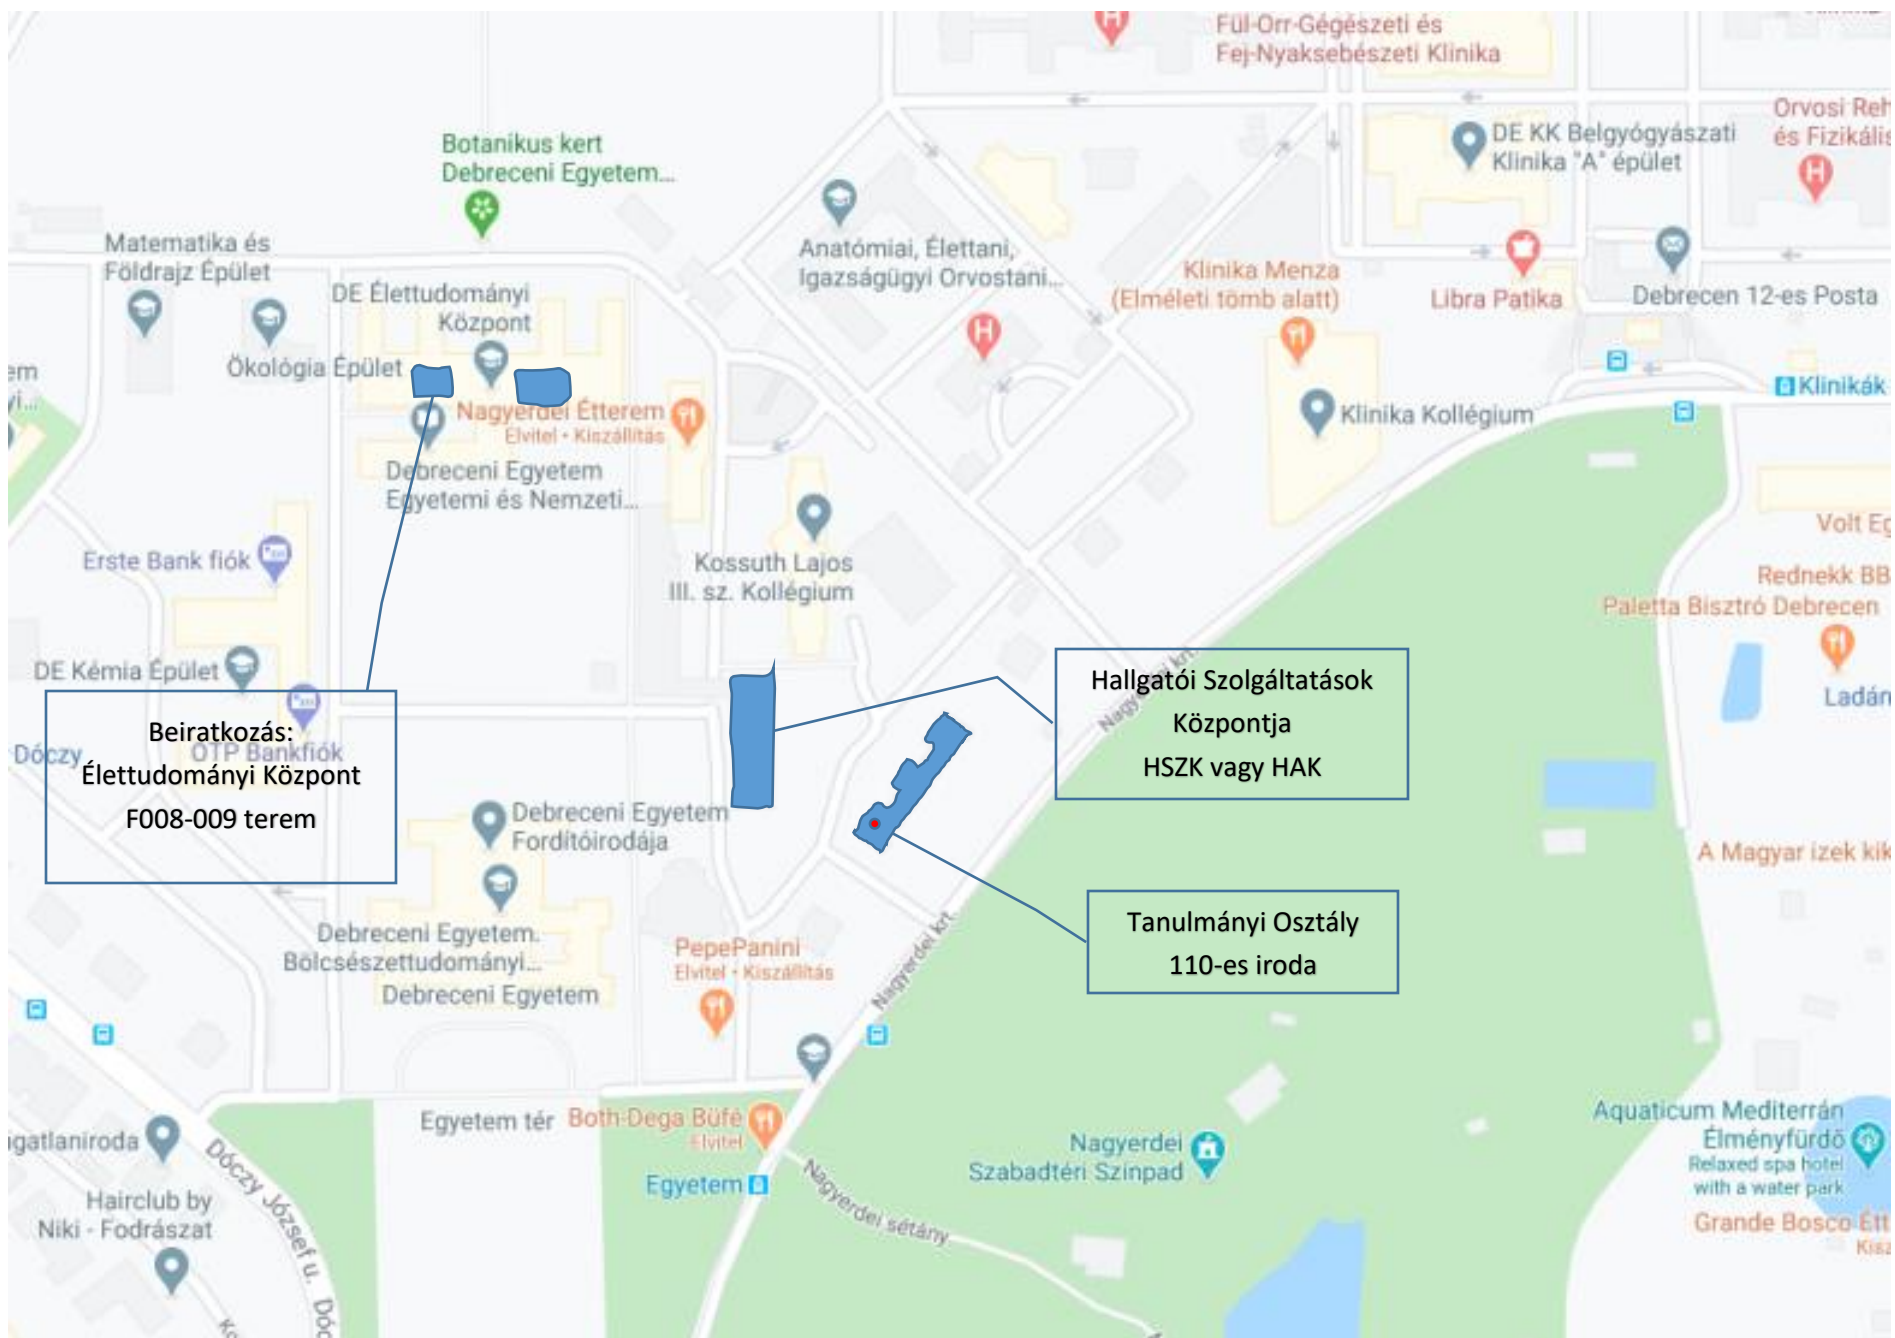 Fül-Orr-Gégészeti és
Fej-Nyaksebészeti Klinika
Orvosi Reh
és Fizikális
DE KK Belgyógyászati
Klinika "A" épület
Botanikus kert
Debreceni Egyetem...
Matematika és
Földrajz Épület
Anatómiai, Élettani,
Igazságügyi Orvostani...
DE Élettudományi
Központ
Klinika Menza
(Elméleti tömb alatt)
Libra Patika
Debrecen 12-es Posta
Ökológia Épület
Klinikák
Nagyerdei Étterem
Elvitel • Kiszállítás
Klinika Kollégium
Debreceni Egyetem
Egyetemi és Nemzeti...
Volt Eg
Erste Bank fiók
Kossuth Lajos
III. sz. Kollégium
Rednekk BB
Paletta Bisztró Debrecen
DE Kémia Épület
Ladán
Nagyerdei krt.
Hallgatói Szolgáltatások
Központja
HSZK vagy HAK
Dóczy
OTP Bankfiók
Beiratkozás:
Élettudományi Központ
F008-009 terem
Debreceni Egyetem
Fordítóirodája
A Magyar ízek kik
Debreceni Egyetem.
Bölcsészettudományi...
Debreceni Egyetem
PepePanini
Elvitel • Kiszállítás
Nagyerdei krt.
Tanulmányi Osztály
110-es iroda
Egyetem tér
Both-Dega Büfé
Elvitel
Egyetem
Nagyerdei sétány
Nagyerdei
Szabadtéri Színpad
Aquaticum Mediterrán
Élményfürdő
Relaxed spa hotel
with a water park
Grande Bosco Étt
Kisz
gatlaniroda
Hairclub by
Niki - Fodrászat
Dóczy József u.